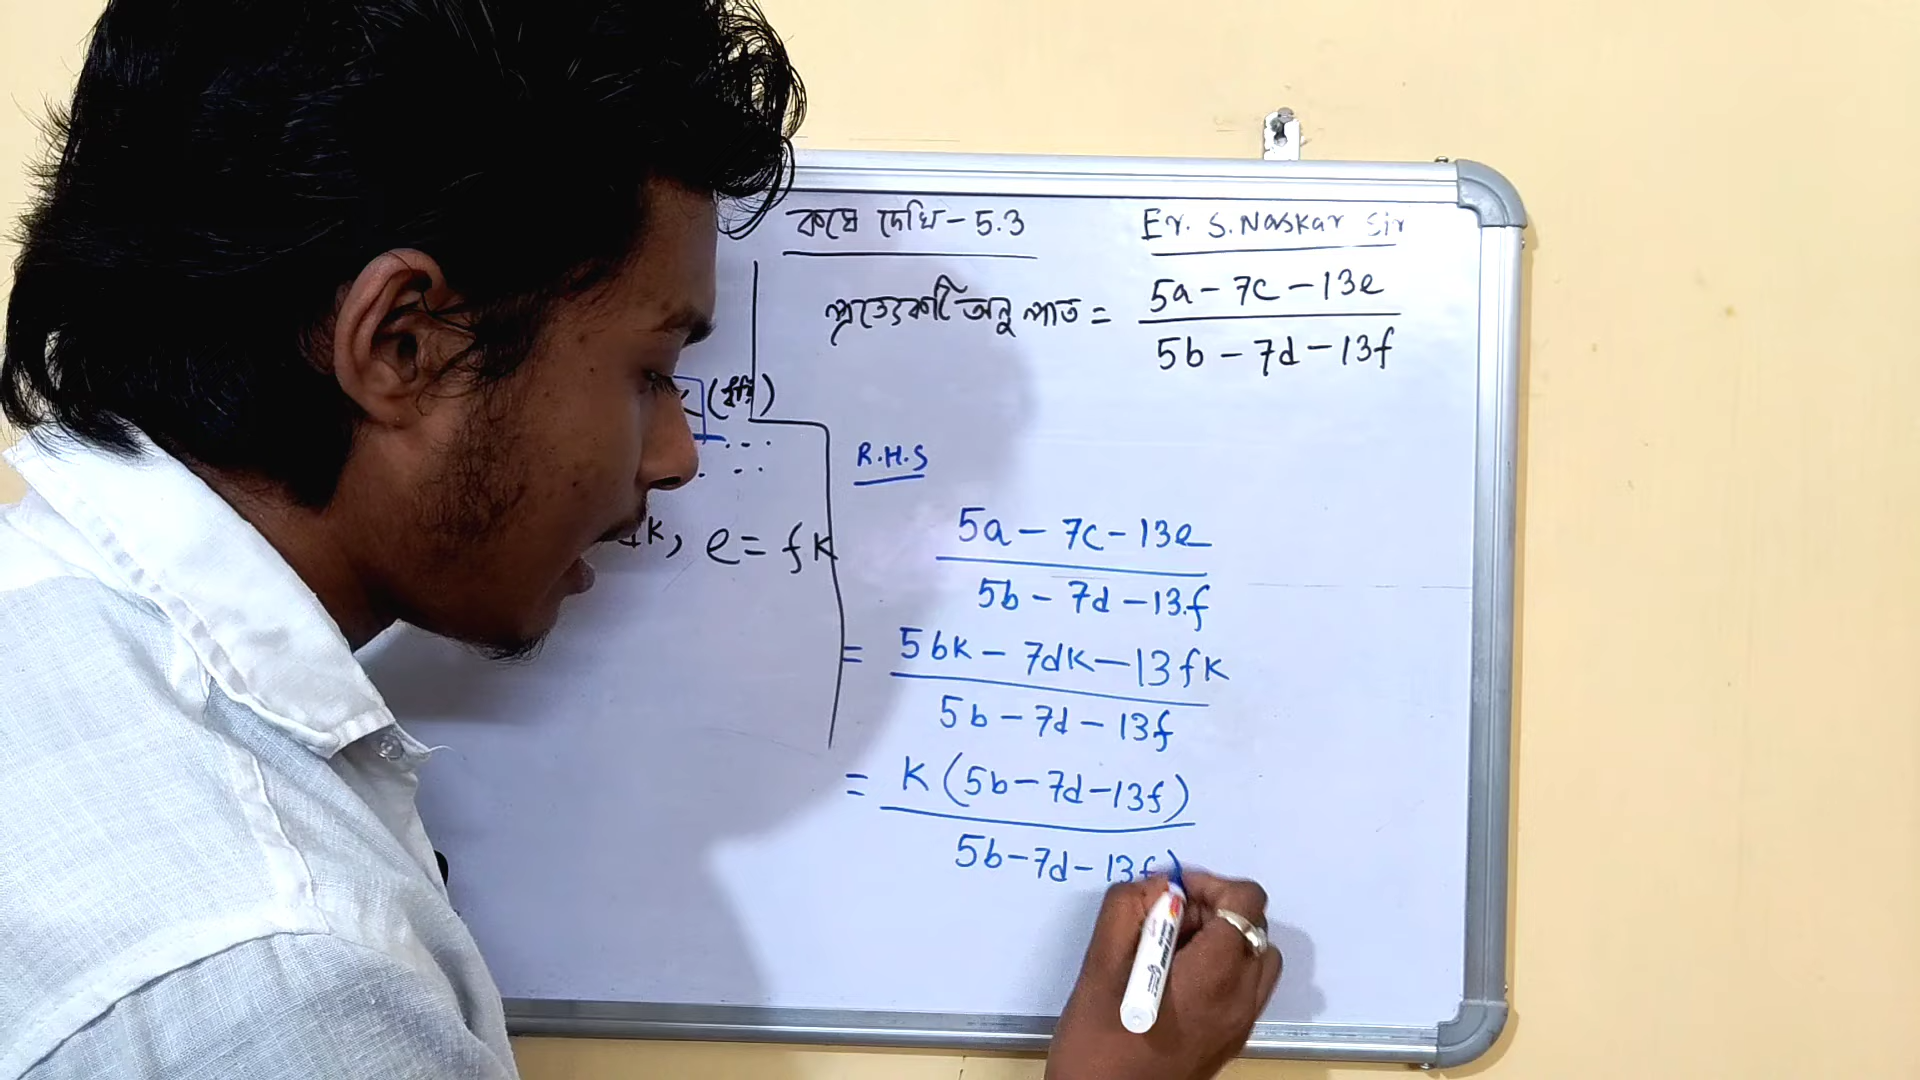 কষে দেখি - 5.3
Er. S. Naskar Sir
প্রত্যেকটি অনুপাত = 5a - 7c - 13e
5b - 7d - 13f
R.H.S
5a - 7c - 13e
5b - 7d - 13f
= 5bK - 7dK - 13fK
5b - 7d - 13f
= K (5b - 7d - 13f)
5b - 7d - 13f )
K, e = fK